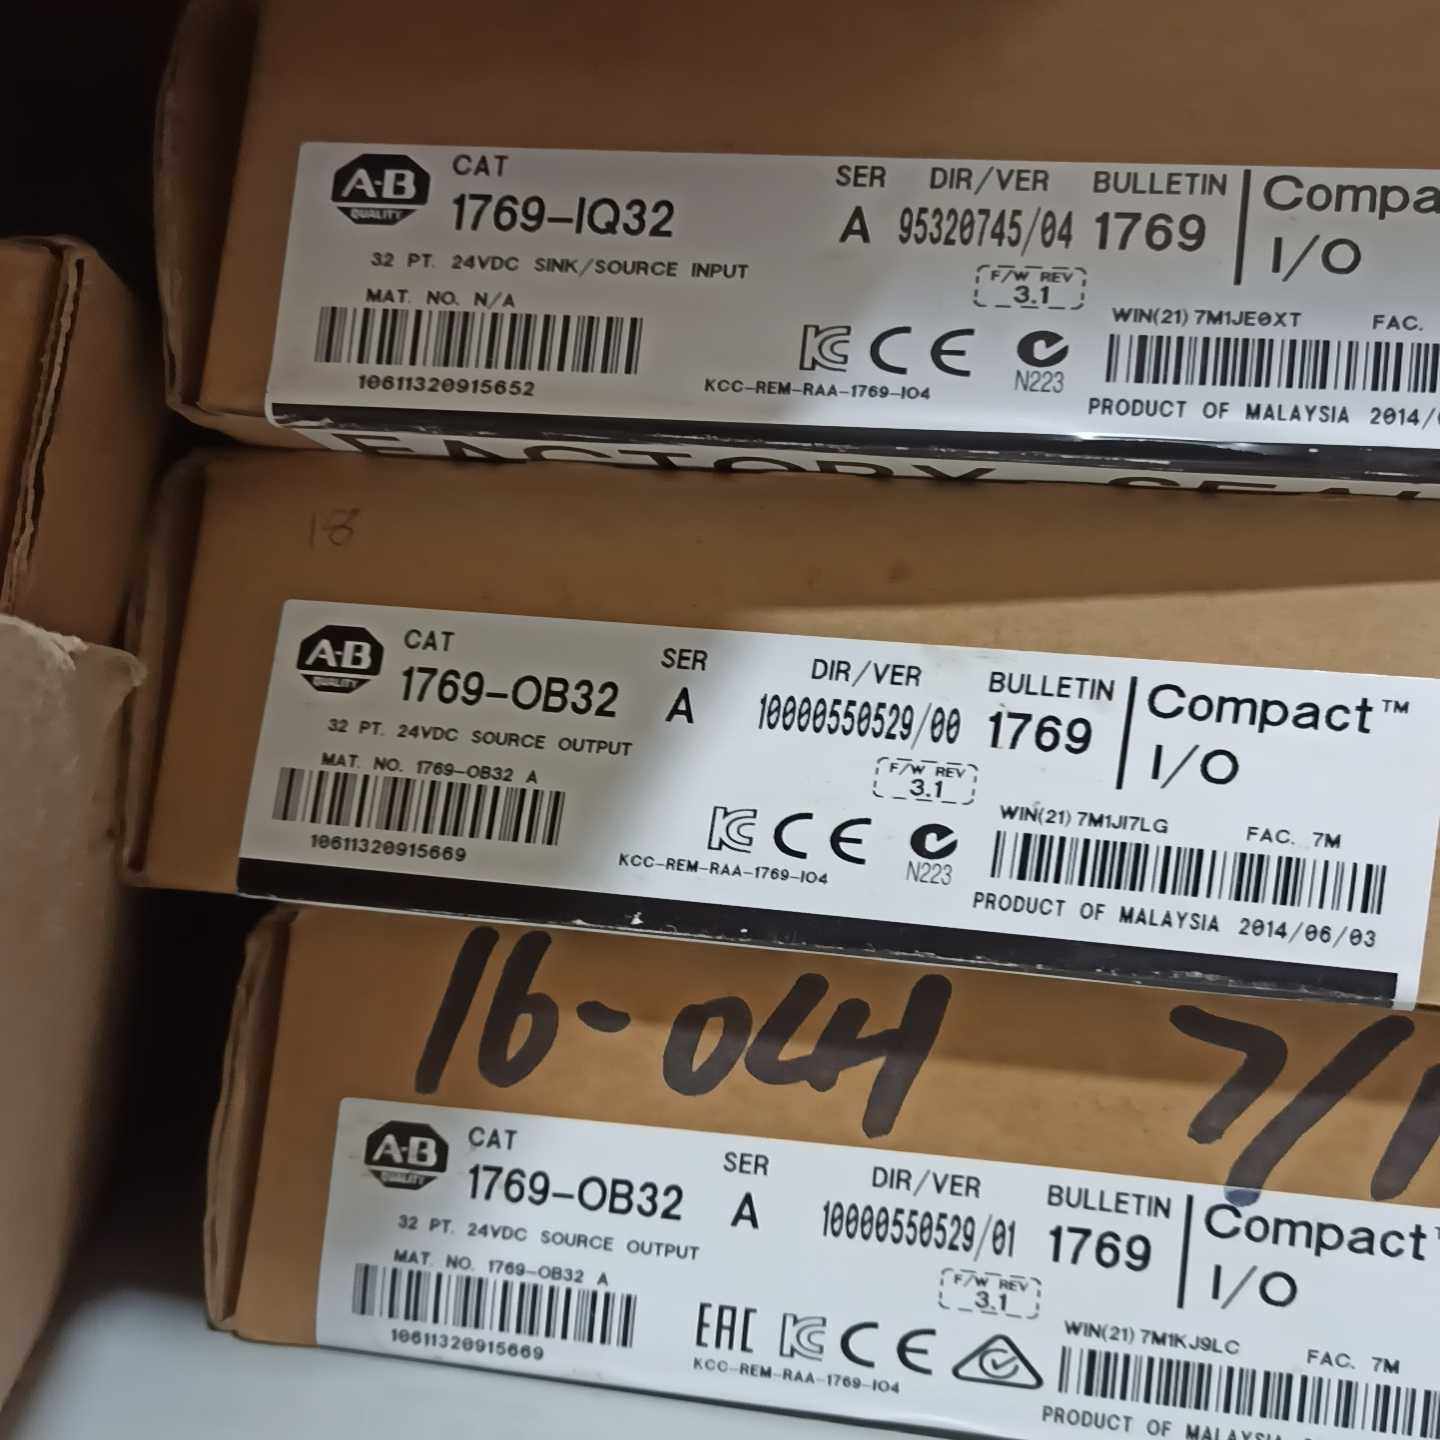 A-B
QUALITY
CAT
1769-IQ32
SER
A
DIR/VER
95320745/04
BULLETIN
1769
Compa
I/O
32 PT. 24VDC SINK/SOURCE INPUT
F/W REV
3.1
MAT. NO. N/A
10611320915652
KCC-REM-RAA-1769-IO4
N223
WIN(21) 7M1JE0XT FAC.
PRODUCT OF MALAYSIA 2014/
FACTORY SEAL
18
A-B
QUALITY
CAT
1769-OB32
SER
A
DIR/VER
10000550529/00
BULLETIN
1769
Compact™
I/O
32 PT. 24VDC SOURCE OUTPUT
F/W REV
3.1
MAT. NO. 1769-OB32 A
10611320915669
KCC-REM-RAA-1769-IO4
N223
WIN(21) 7M1JI7LG FAC. 7M
PRODUCT OF MALAYSIA 2014/06/03
16-041 7/1
A-B
QUALITY
CAT
1769-OB32
SER
A
DIR/VER
10000550529/01
BULLETIN
1769
Compact
I/O
32 PT. 24VDC SOURCE OUTPUT
F/W REV
3.1
MAT. NO. 1769-OB32 A
10611320915669
EAC
KCC-REM-RAA-1769-IO4
WIN(21) 7M1KJ9LC FAC. 7M
PRODUCT OF MALAYSIA